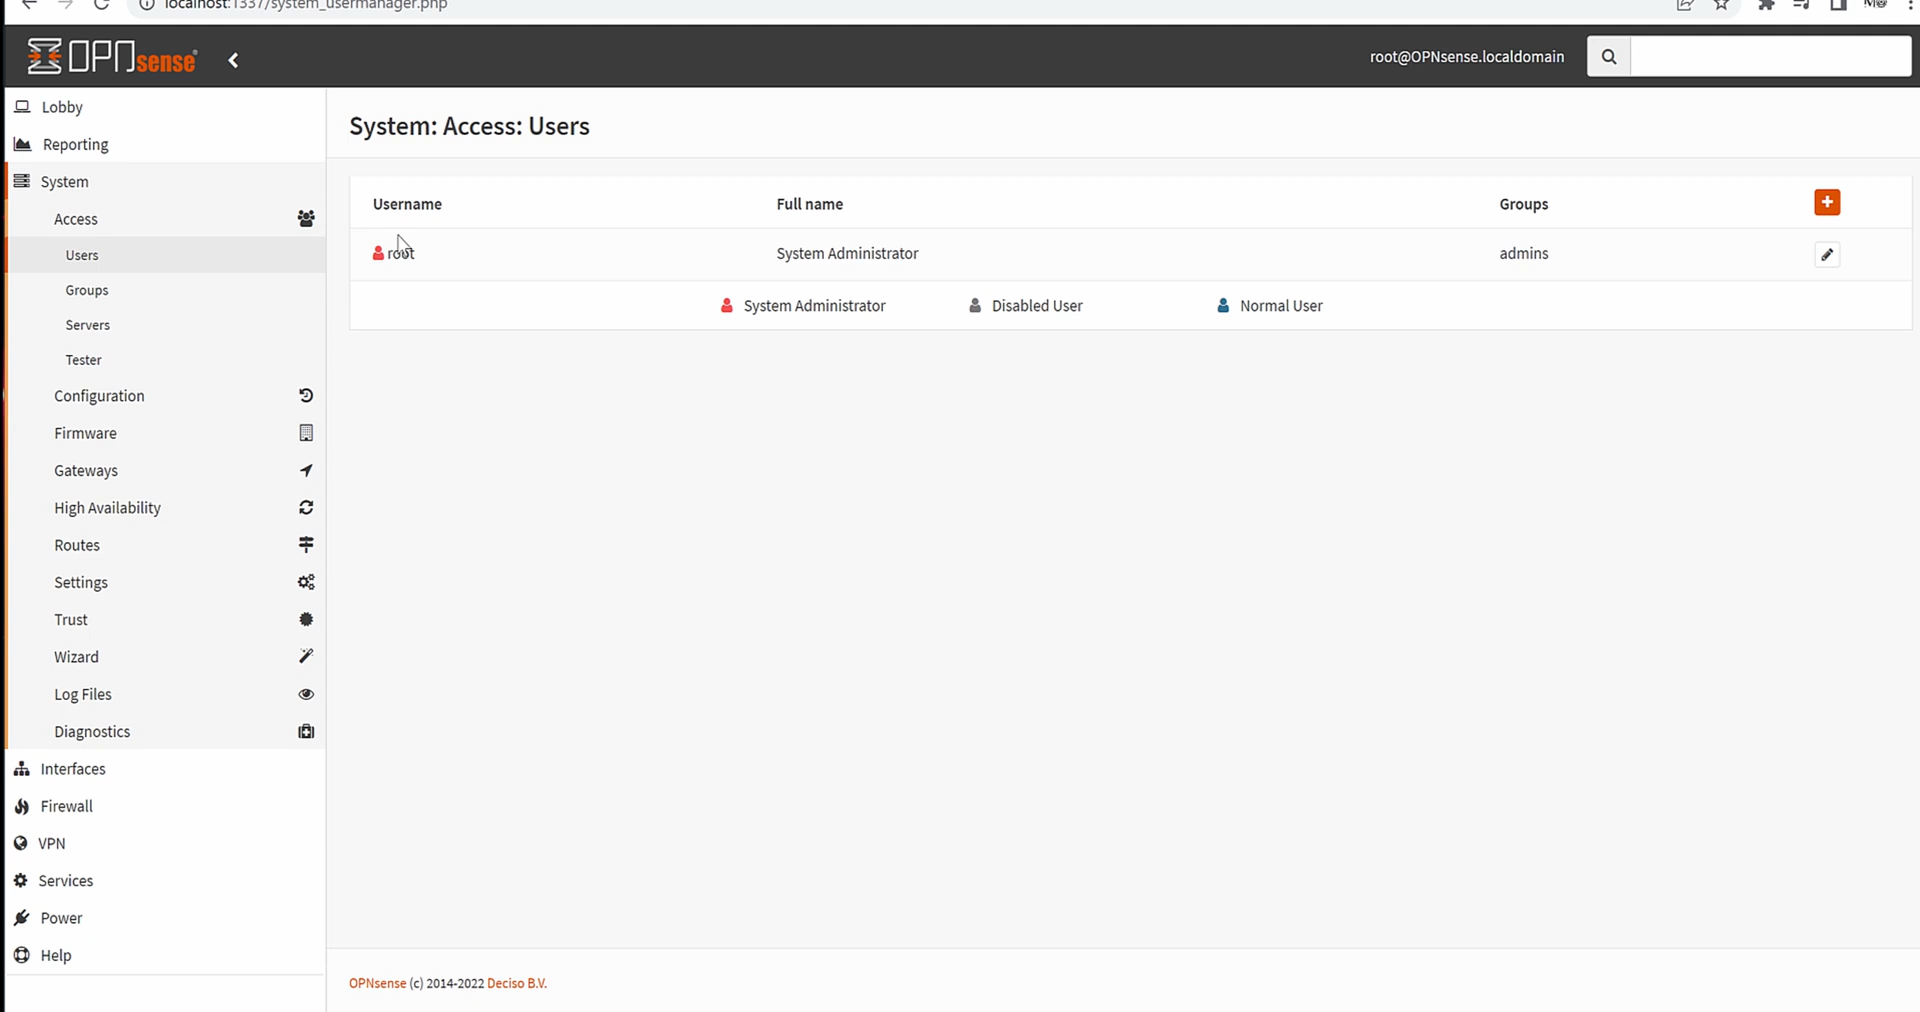 localhost:1337/system_usermanager.php
OPNsense
root@OPNsense.localdomain
Lobby
Reporting
System
Access
Users
Groups
Servers
Tester
Configuration
Firmware
Gateways
High Availability
Routes
Settings
Trust
Wizard
Log Files
Diagnostics
Interfaces
Firewall
VPN
Services
Power
Help
System: Access: Users
Username Full name Groups
root System Administrator admins
System Administrator Disabled User Normal User
OPNsense (c) 2014-2022 Deciso B.V.